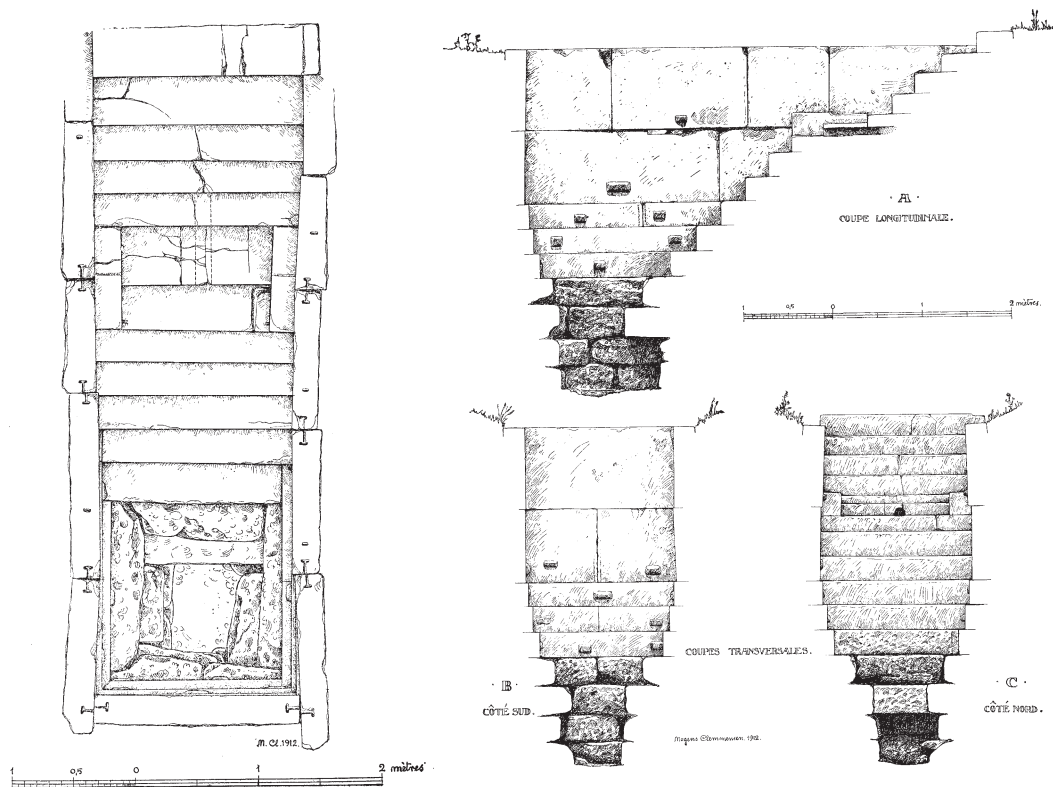 · A ·
COUPE LONGITUDINALE.
1 0,5 0 1 2 mètres.
COUPES TRANSVERSALES.
· B ·
CÔTÉ SUD.
· C ·
CÔTÉ NORD.
Mogens Clemmensen. 1912.
M. Cl. 1912.
1 0,5 0 1 2 mètres